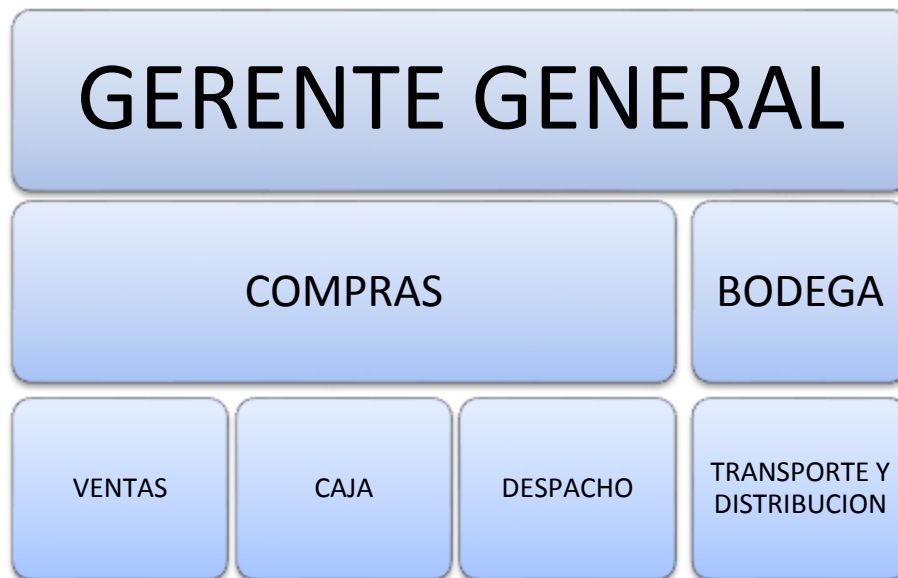 GERENTE GENERAL
COMPRAS
BODEGA
VENTAS
CAJA
DESPACHO
TRANSPORTE Y
DISTRIBUCION